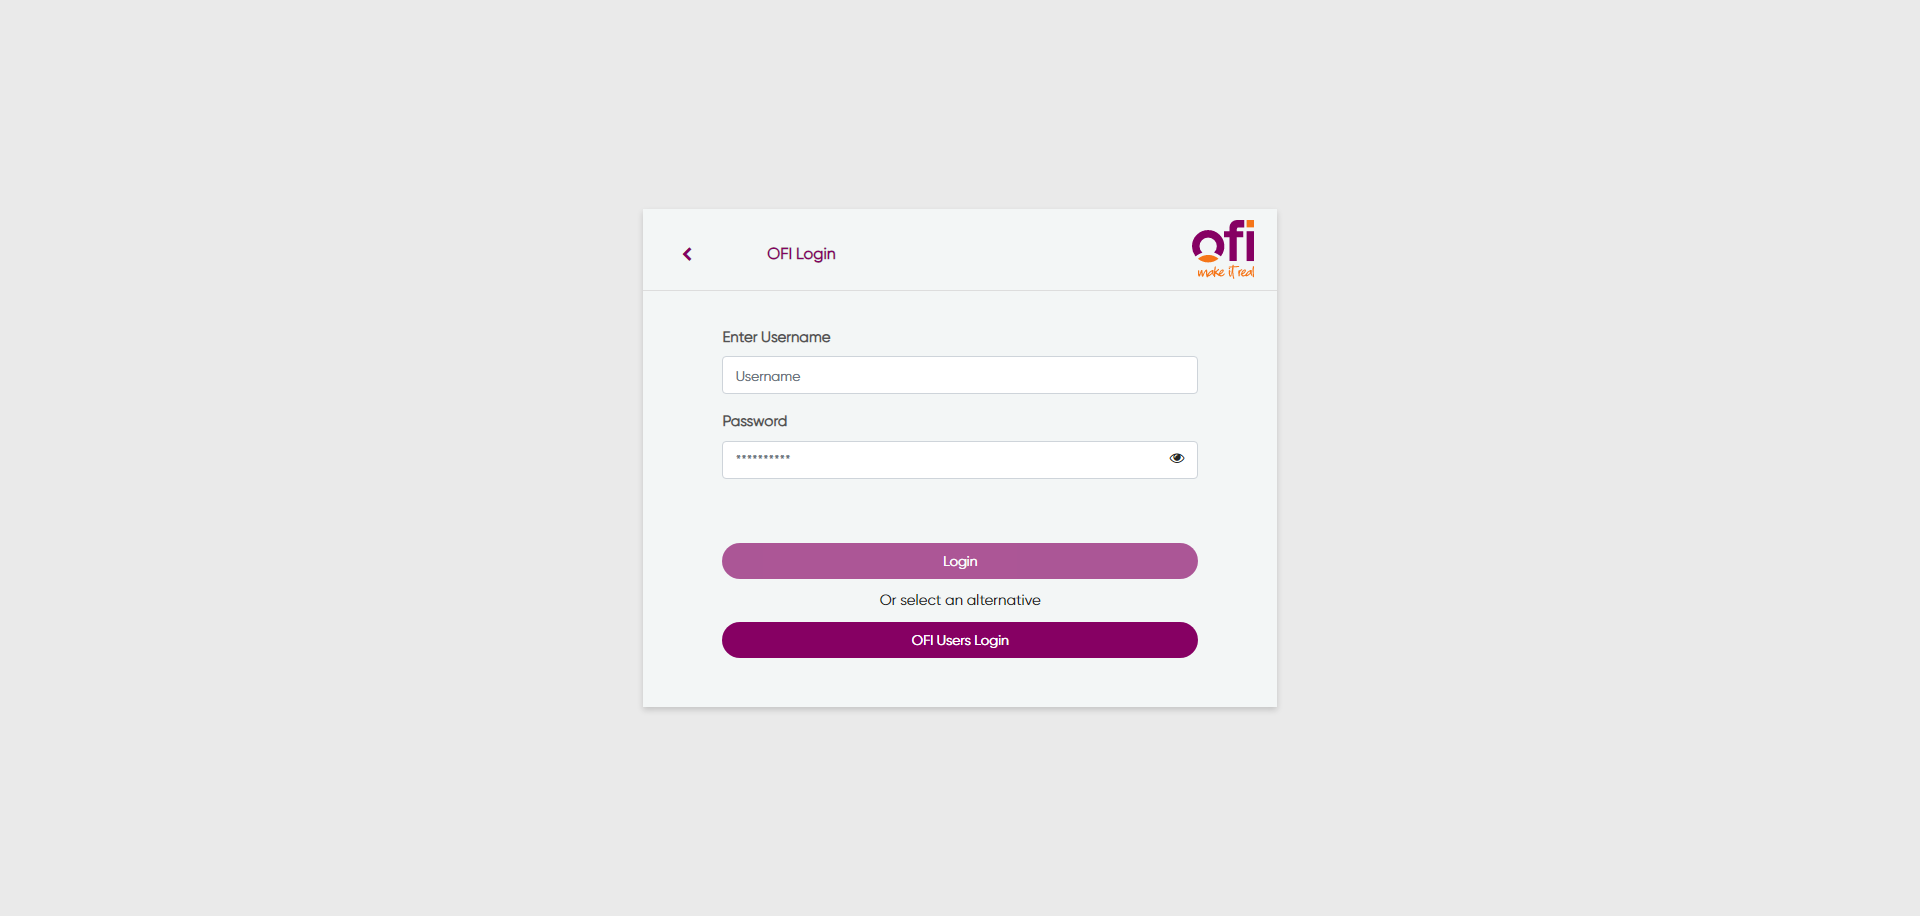 OFI Login
ofi
make it real
Enter Username
Username
Password
**********
Login
Or select an alternative
OFI Users Login